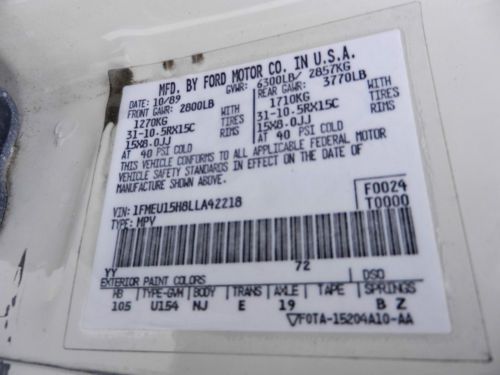 MFD. BY FORD MOTOR CO. IN U.S.A.
DATE: 10/89 GVWR: 6300LB/ 2857KG
FRONT GAWR: 2800LB REAR GAWR: 3770LB
1270KG WITH 1710KG WITH
31-10.5RX15C TIRES 31-10.5RX15C TIRES
15X8.0JJ RIMS 15X8.0JJ RIMS
AT 40 PSI COLD AT 40 PSI COLD
THIS VEHICLE CONFORMS TO ALL APPLICABLE FEDERAL MOTOR
VEHICLE SAFETY STANDARDS IN EFFECT ON THE DATE OF
MANUFACTURE SHOWN ABOVE.
F0024
VIN: 1FMEU15H8LLA42218 T0000
TYPE: MPV
YY 72
EXTERIOR PAINT COLORS DSO
WB TYPE-GVW BODY TRANS AXLE TAPE SPRINGS
105 U154 NJ E 19 B Z
▽F0TA-15204A10-AA